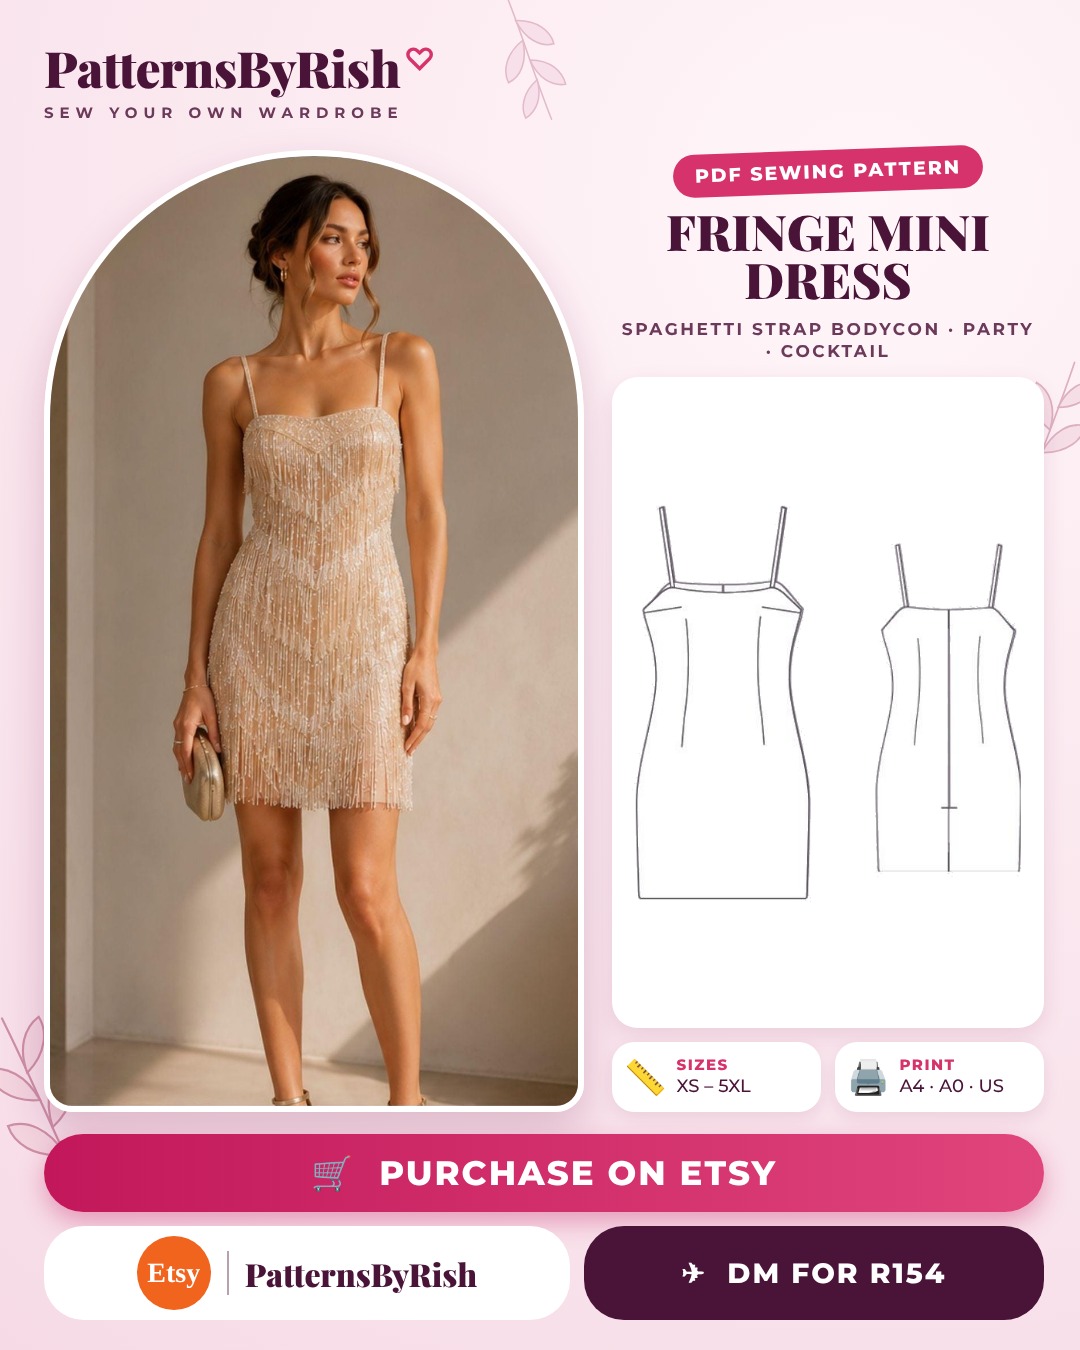 PatternsByRish
SEW YOUR OWN WARDROBE
PDF SEWING PATTERN
FRINGE MINI
DRESS
SPAGHETTI STRAP BODYCON · PARTY
· COCKTAIL
SIZES
XS – 5XL
PRINT
A4 · A0 · US
PURCHASE ON ETSY
Etsy
PatternsByRish
DM FOR R154